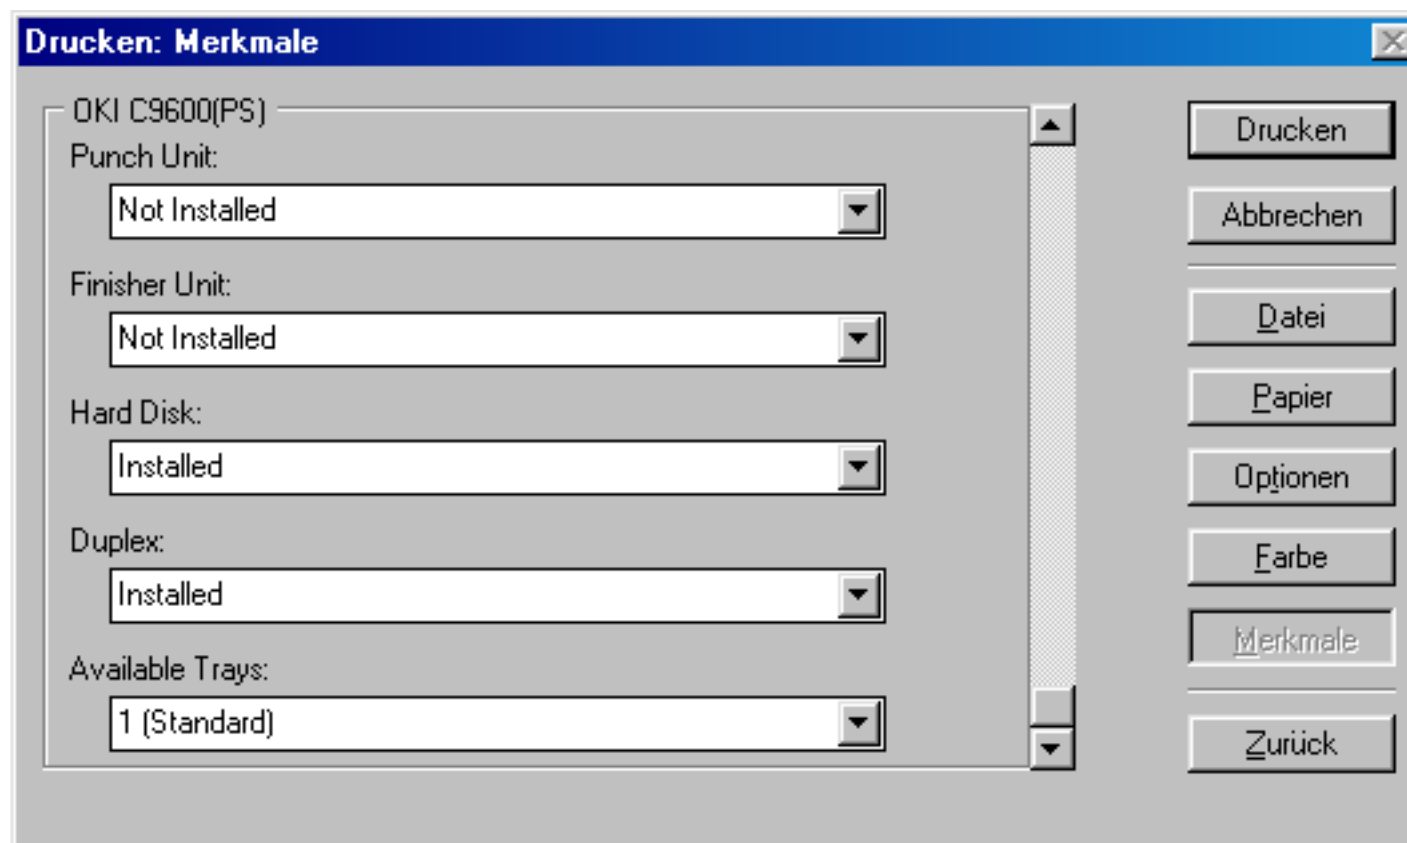 Drucken: Merkmale
OKI C9600(PS)
Punch Unit:
Not Installed
Finisher Unit:
Not Installed
Hard Disk:
Installed
Duplex:
Installed
Available Trays:
1 (Standard)
Drucken
Abbrechen
Datei
Papier
Optionen
Farbe
Merkmale
Zurück